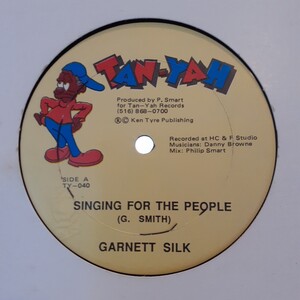 TAN-YAH
Produced by P. Smart
for Tan-Yah Records
(516) 868-0700
®© Ken Tyre Publishing
Recorded at HC & F Studio
Musicians: Danny Browne
Mix: Philip Smart
SIDE A
TY-040
SINGING FOR THE PEOPLE
(G. SMITH)
GARNETT SILK